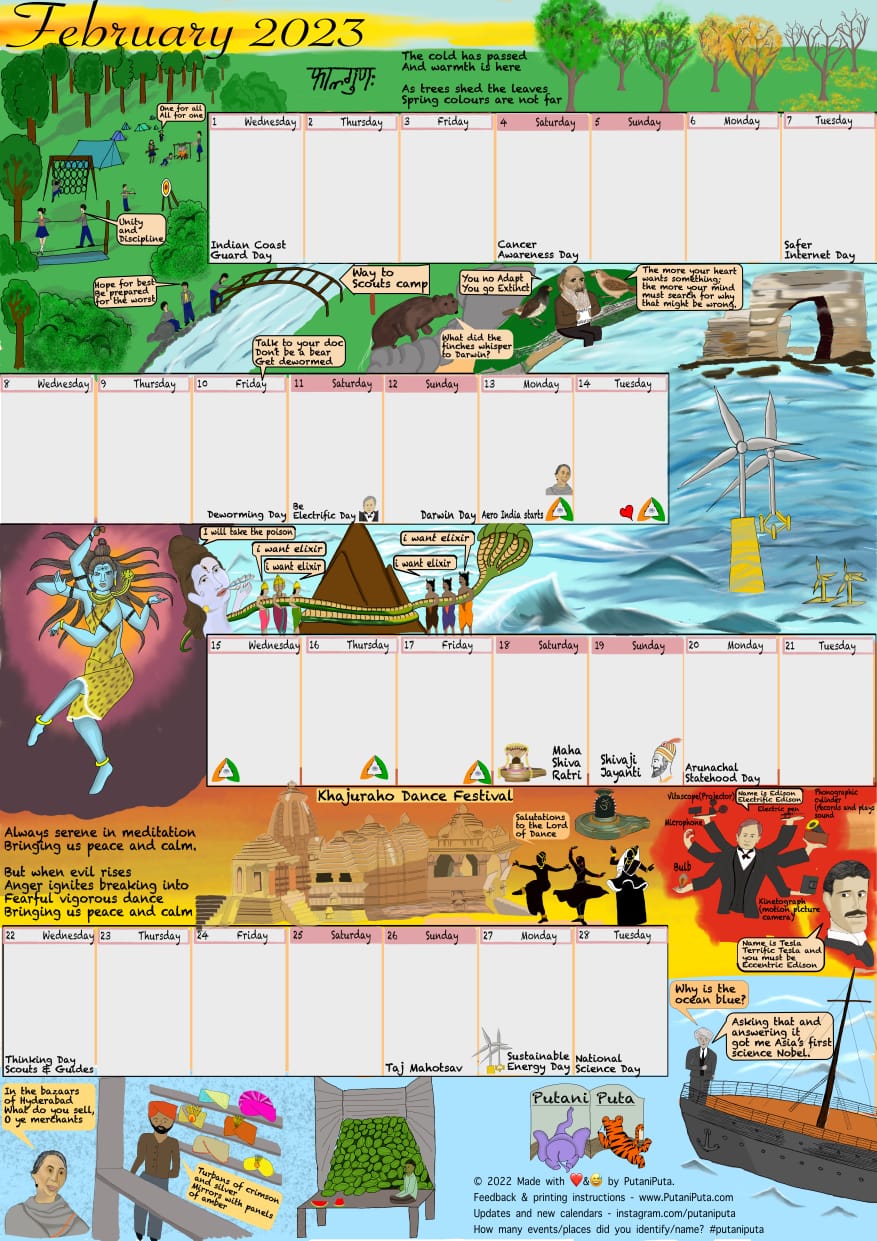 February 2023
फाल्गुणः
The cold has passed
And warmth is here
As trees shed the leaves
Spring colours are not far
One for all
All for one
Unity
and
Discipline
1 Wednesday
2 Thursday
3 Friday
4 Saturday
5 Sunday
6 Monday
7 Tuesday
Indian Coast
Guard Day
Cancer
Awareness Day
Safer
Internet Day
Hope for best
Be prepared
for the worst
Way to
Scouts camp
You no Adapt
You go Extinct
The more your heart
wants something;
the more your mind
must search for why
that might be wrong.
Talk to your doc
Don't be a bear
Get dewormed
What did the
finches whisper
to Darwin?
8 Wednesday
9 Thursday
10 Friday
11 Saturday
12 Sunday
13 Monday
14 Tuesday
Deworming Day
Be
Electrific Day
Darwin Day
Aero India starts
I will take the poison
i want elixir
i want elixir
i want elixir
i want elixir
15 Wednesday
16 Thursday
17 Friday
18 Saturday
19 Sunday
20 Monday
21 Tuesday
Maha
Shiva
Ratri
Shivaji
Jayanti
Arunachal
Statehood Day
Khajuraho Dance Festival
Always serene in meditation
Bringing us peace and calm.
But when evil rises
Anger ignites breaking into
Fearful vigorous dance
Bringing us peace and calm
Salutations
to the Lord
of Dance
ॐ
Vitascope(Projector)
Name is Edison
Electrific Edison
Phonographic
cylinder
(records and plays
sound
Electric pen
Microphone
Bulb
Kinetograph
(motion picture
camera)
Name is Tesla
Terrific Tesla and
you must be
Eccentric Edison
22 Wednesday
23 Thursday
24 Friday
25 Saturday
26 Sunday
27 Monday
28 Tuesday
Thinking Day
Scouts & Guides
Taj Mahotsav
Sustainable
Energy Day
National
Science Day
Why is the
ocean blue?
Asking that and
answering it
got me Asia's first
science Nobel.
In the bazaars
of Hyderabad
What do you sell,
O ye merchants
Turbans of crimson
and silver
Mirrors with panels
of amber
Putani Puta
© 2022 Made with ❤️&😅 by PutaniPuta.
Feedback & printing instructions - www.PutaniPuta.com
Updates and new calendars - instagram.com/putaniputa
How many events/places did you identify/name? #putaniputa